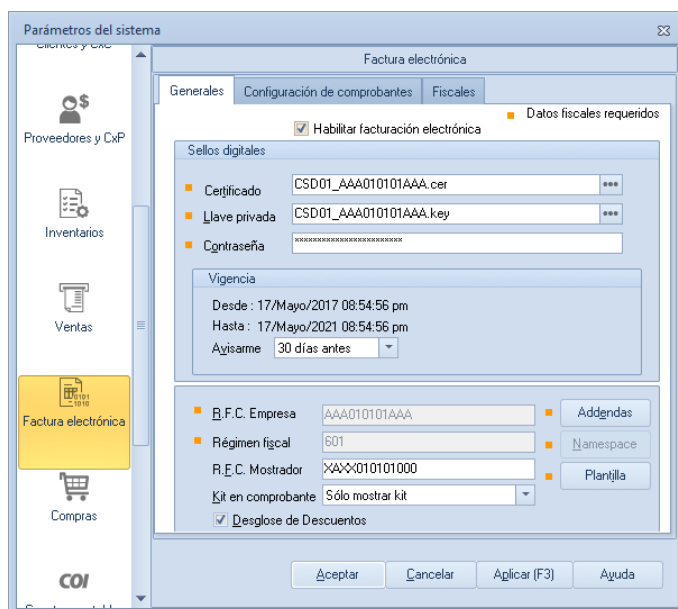 Parámetros del sistema
Clientes y CxC
Proveedores y CxP
Inventarios
Ventas
0101
1010
Factura electrónica
Compras
COI
Factura electrónica
Generales
Configuración de comprobantes
Fiscales
Datos fiscales requeridos
Habilitar facturación electrónica
Sellos digitales
Certificado
CSD01_AAA010101AAA.cer
Llave privada
CSD01_AAA010101AAA.key
Contraseña
Vigencia
Desde : 17/Mayo/2017 08:54:56 pm
Hasta : 17/Mayo/2021 08:54:56 pm
Avisarme 30 días antes
R.F.C. Empresa AAA010101AAA
Addendas
Régimen fiscal 601
Namespace
R.F.C. Mostrador XAXX010101000
Plantilla
Kit en comprobante Sólo mostrar kit
Desglose de Descuentos
Aceptar
Cancelar
Aplicar (F3)
Ayuda